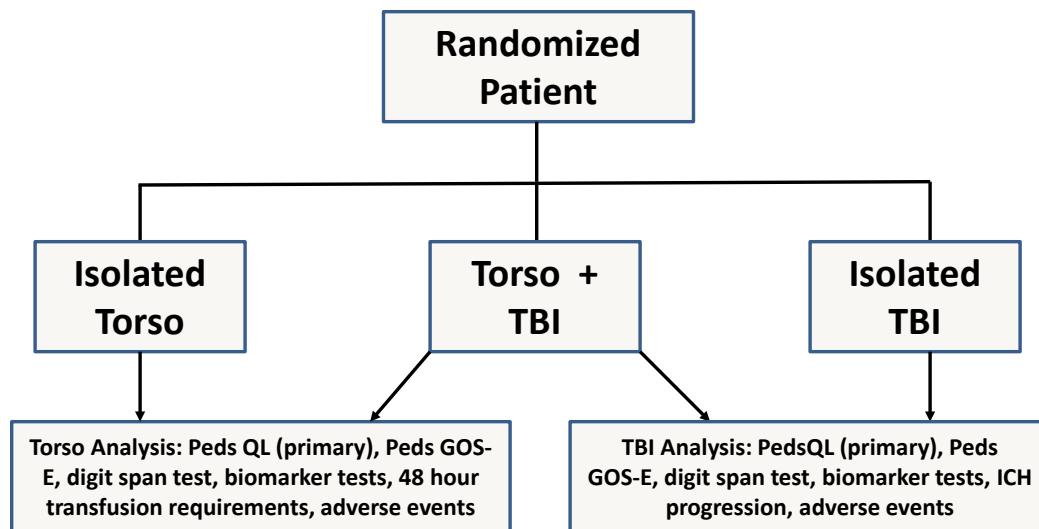 Randomized
Patient
Isolated
Torso
Torso + 
TBI
Isolated
TBI
Torso Analysis: Peds QL (primary), Peds GOS-
E, digit span test, biomarker tests, 48 hour
transfusion requirements, adverse events
TBI Analysis: PedsQL (primary), Peds
GOS-E, digit span test, biomarker tests, ICH
progression, adverse events